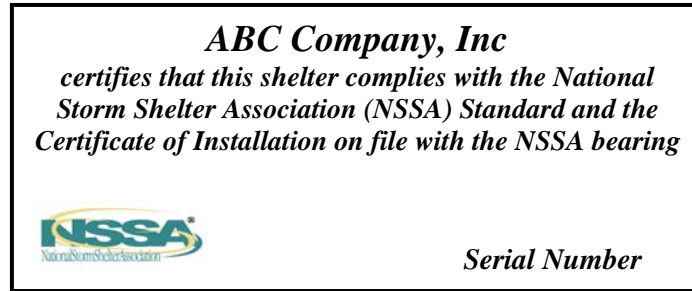 ABC Company, Inc
certifies that this shelter complies with the National
Storm Shelter Association (NSSA) Standard and the
Certificate of Installation on file with the NSSA bearing
NSSA®
NationalStormShelterAssociation
Serial Number